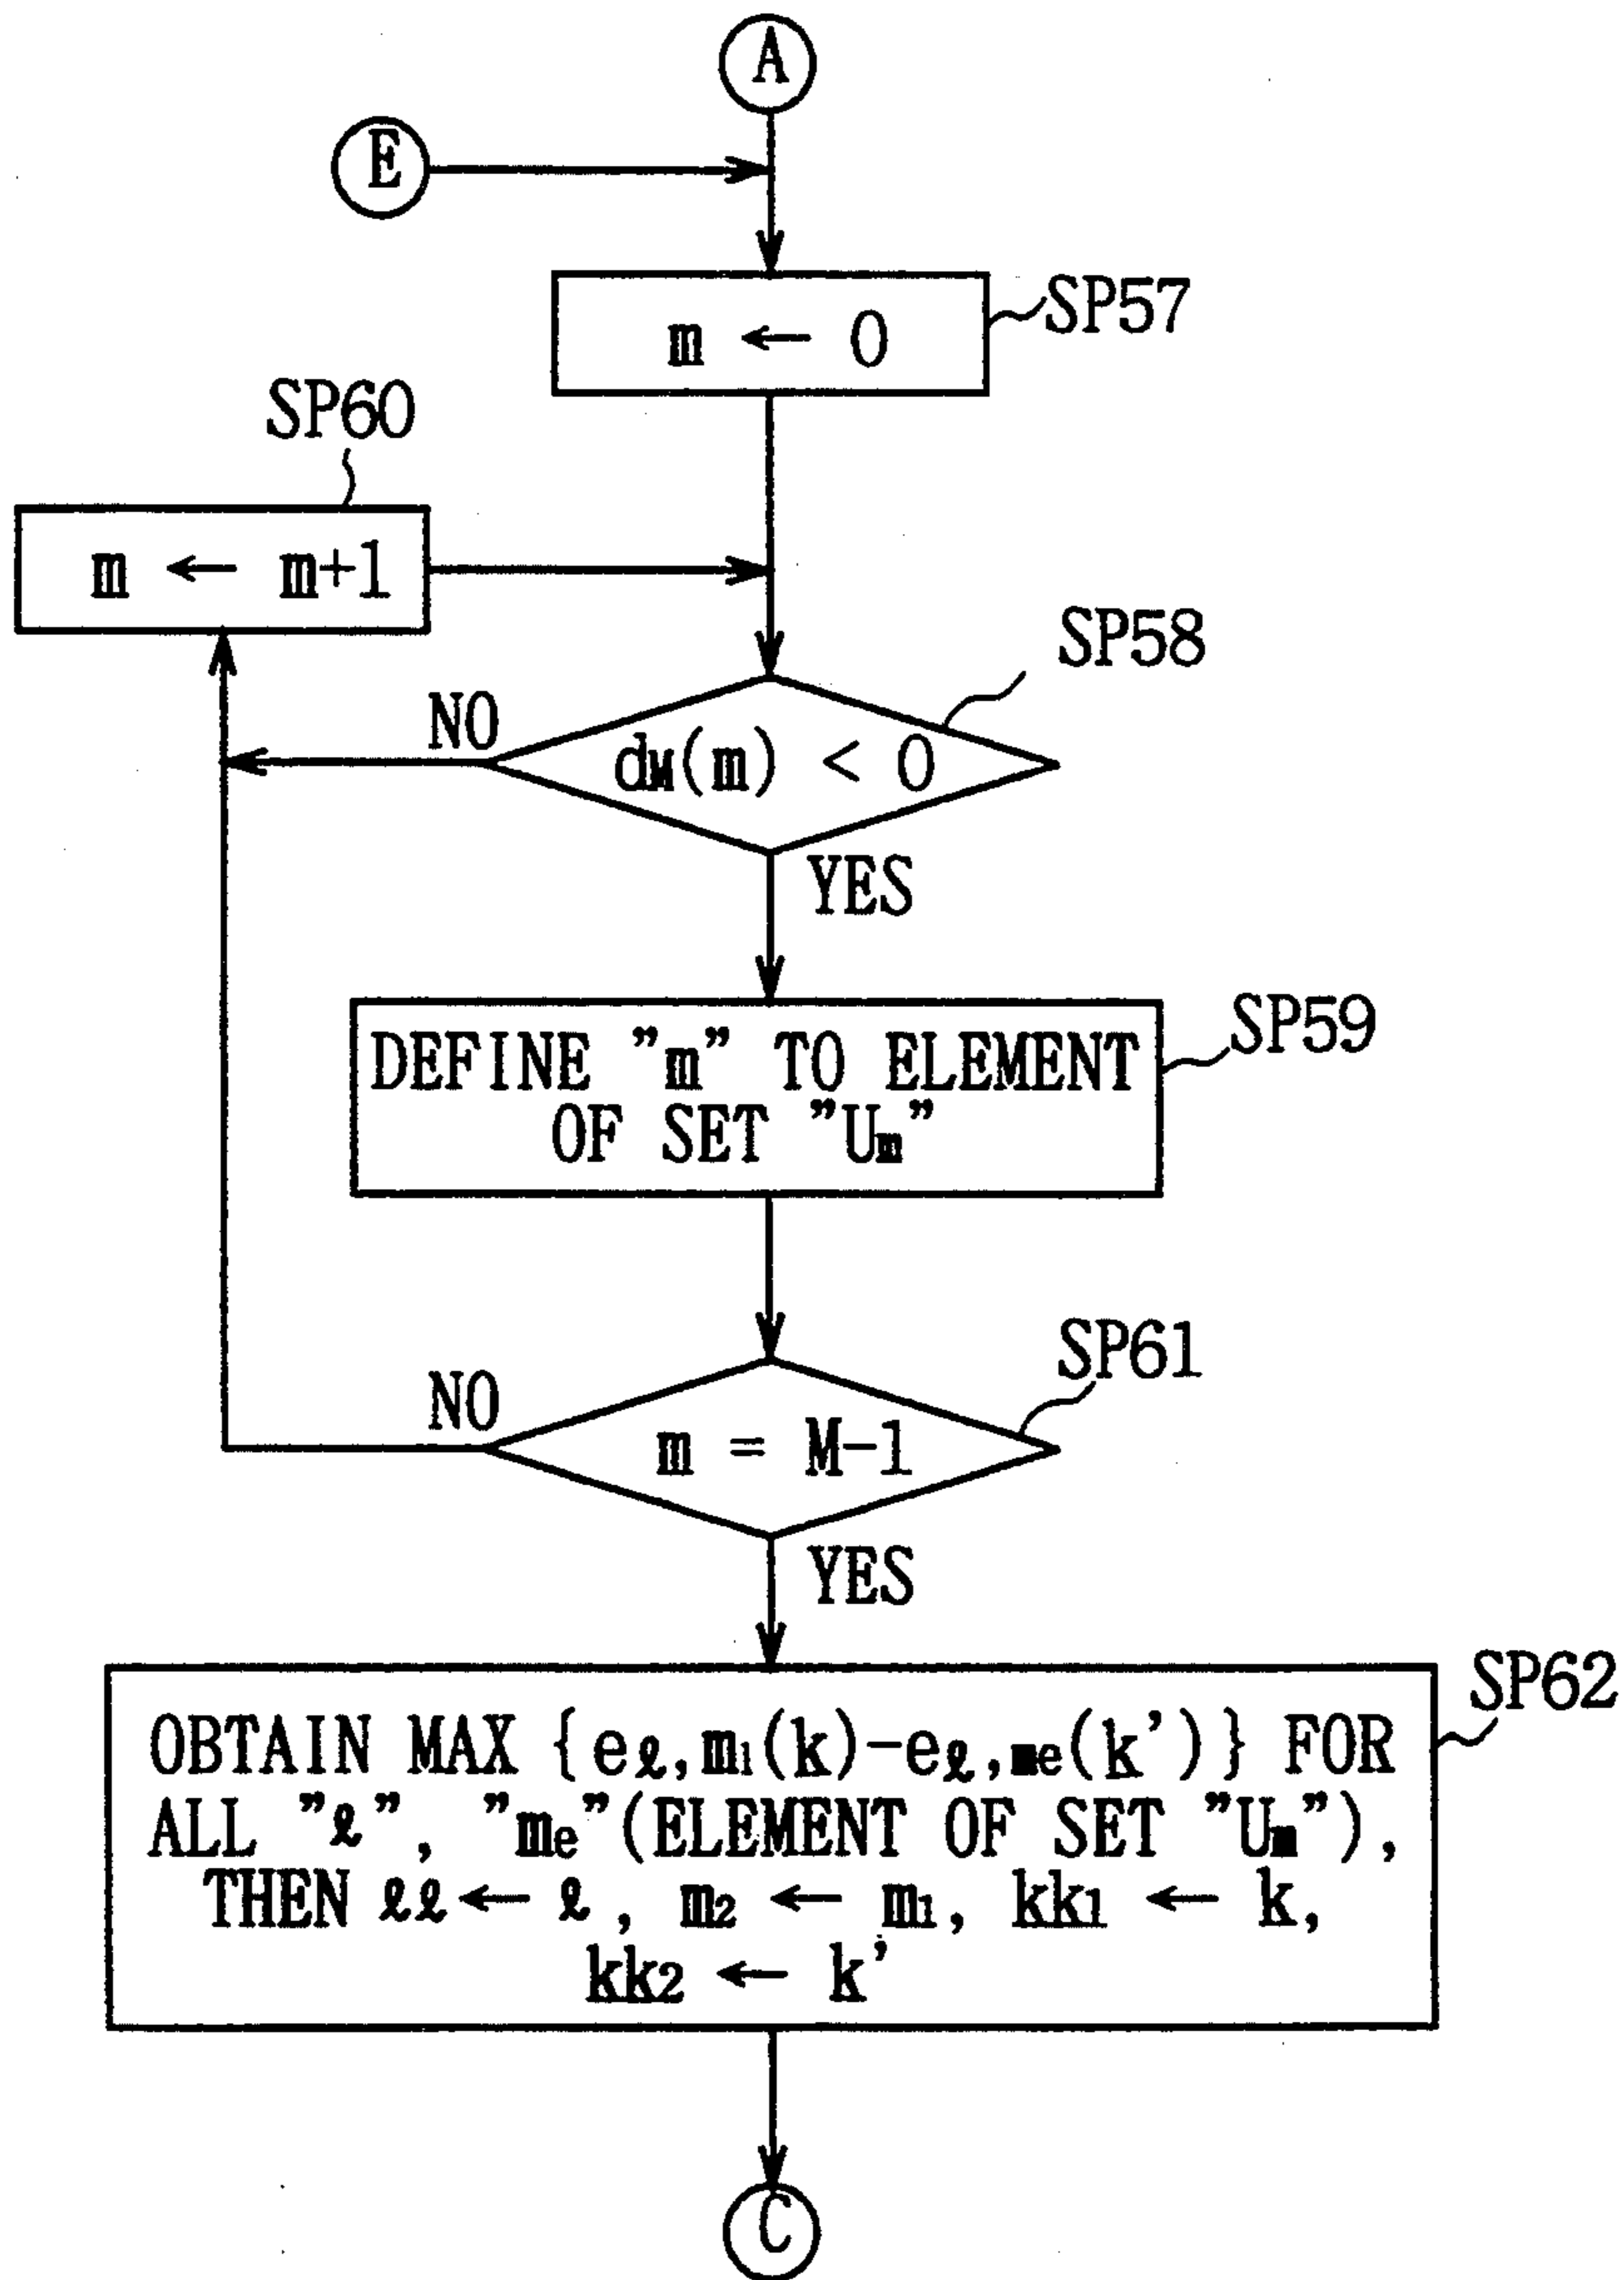 A
E
SP57
m ← 0
SP60
m ← m+1
SP58
NO
dM(m) < 0
YES
SP59
DEFINE ”m” TO ELEMENT
OF SET ”Um”
SP61
NO
m = M-1
YES
SP62
OBTAIN MAX {eℓ,m1(k)-eℓ,me(k')} FOR
ALL ”ℓ”, ”me”(ELEMENT OF SET ”Um”),
THEN ℓℓ ← ℓ, m2 ← m1, kk1 ← k,
kk2 ← k'
C